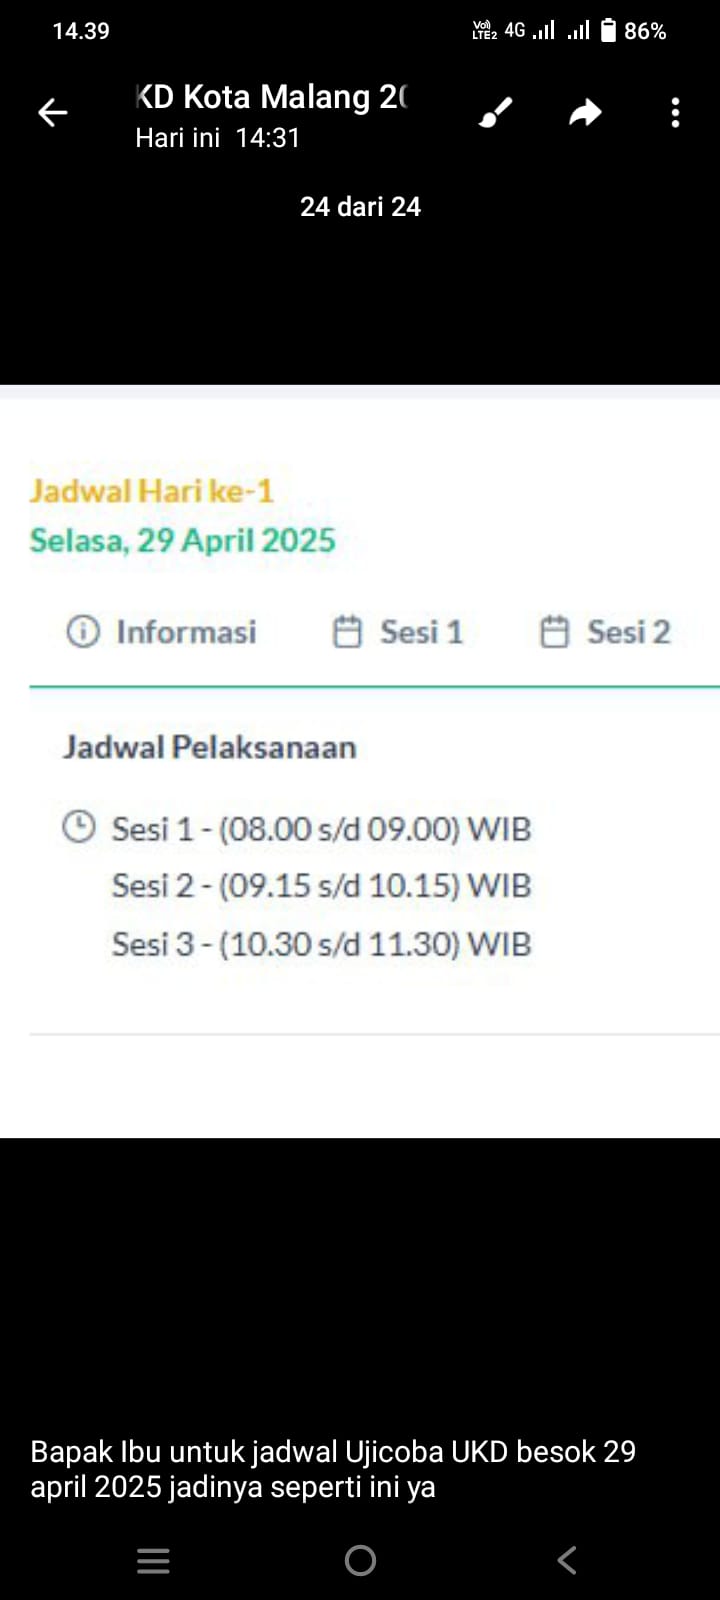 14.39
Vo) LTE2 4G 86%
KD Kota Malang 20
Hari ini 14:31
24 dari 24
Jadwal Hari ke-1
Selasa, 29 April 2025
Informasi Sesi 1 Sesi 2
Jadwal Pelaksanaan
Sesi 1 - (08.00 s/d 09.00) WIB
Sesi 2 - (09.15 s/d 10.15) WIB
Sesi 3 - (10.30 s/d 11.30) WIB
Bapak Ibu untuk jadwal Ujicoba UKD besok 29
april 2025 jadinya seperti ini ya